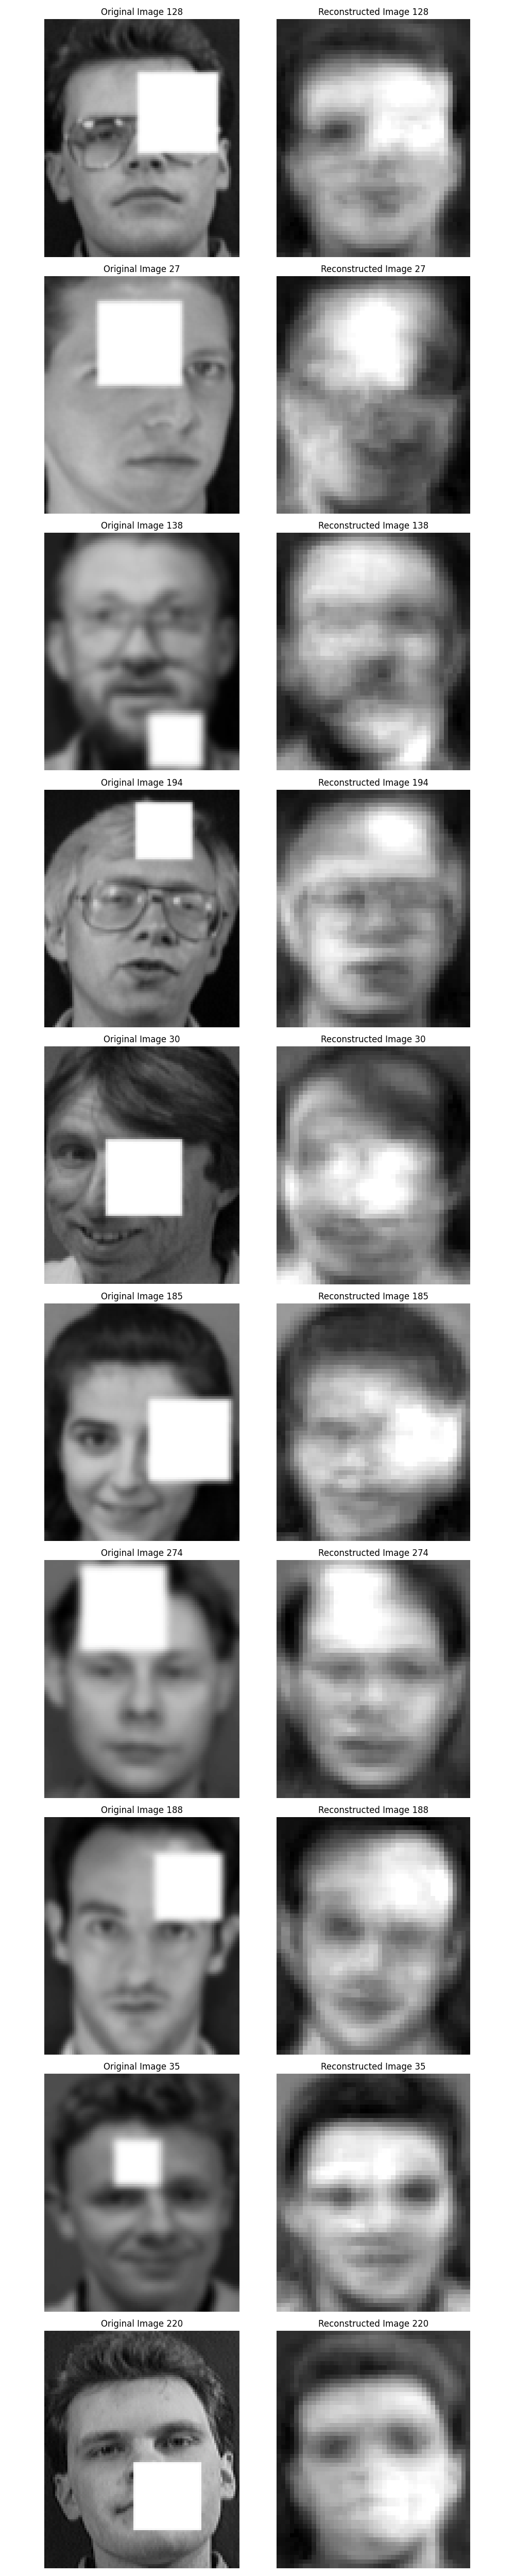 Original Image 128
Reconstructed Image 128
Original Image 27
Reconstructed Image 27
Original Image 138
Reconstructed Image 138
Original Image 194
Reconstructed Image 194
Original Image 30
Reconstructed Image 30
Original Image 185
Reconstructed Image 185
Original Image 274
Reconstructed Image 274
Original Image 188
Reconstructed Image 188
Original Image 35
Reconstructed Image 35
Original Image 220
Reconstructed Image 220